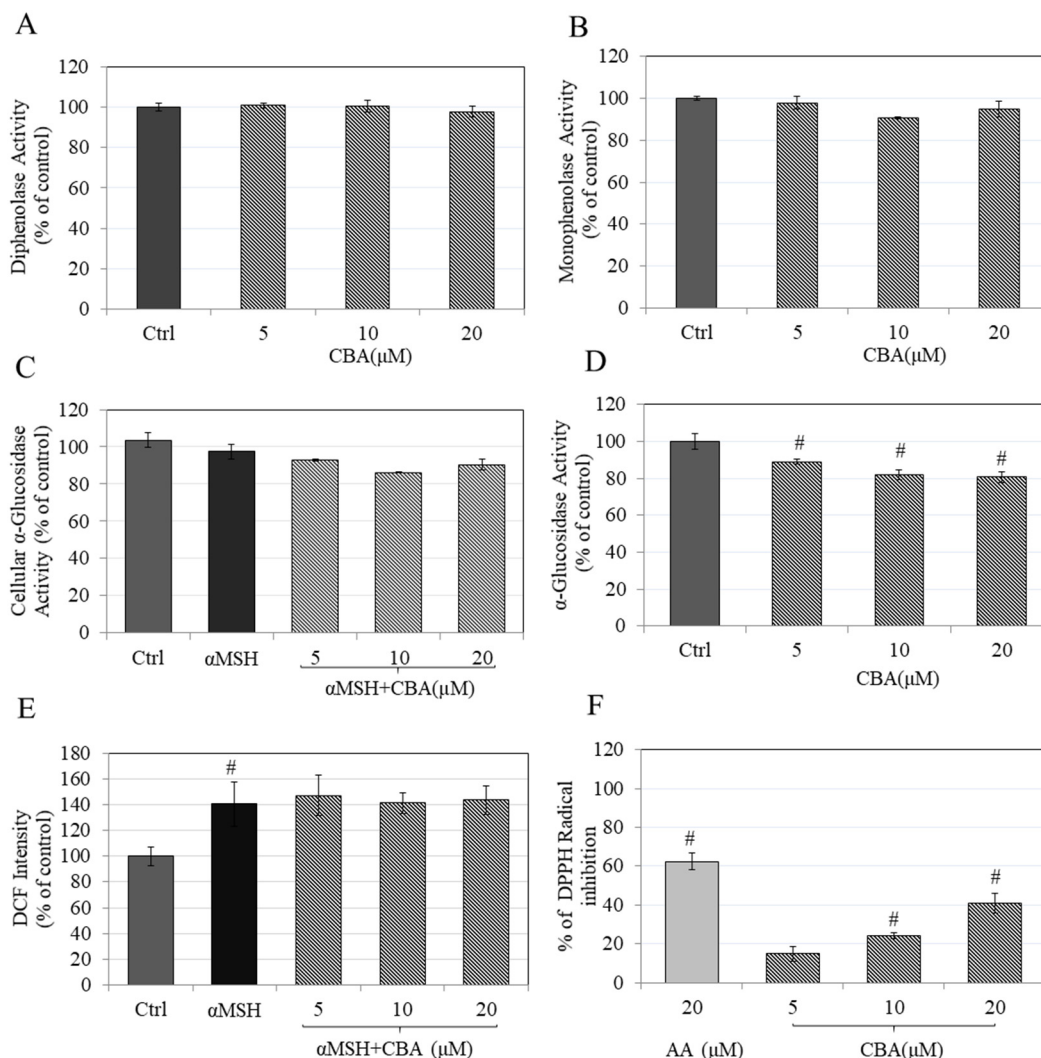 A
Diphenolase Activity
(% of control)
120
100
80
60
40
20
0
Ctrl 5 10 20
CBA(μM)
B
Monophenolase Activity
(% of control)
120
100
80
60
40
20
0
Ctrl 5 10 20
CBA(μM)
C
Cellular α-Glucosidase
Activity (% of control)
120
100
80
60
40
20
0
Ctrl αMSH 5 10 20
αMSH+CBA(μM)
D
α-Glucosidase Activity
(% of control)
120
100
80
60
40
20
0
# # #
Ctrl 5 10 20
CBA(μM)
E
DCF Intensity
(% of control)
180
160
140
120
100
80
60
40
20
0
#
Ctrl αMSH 5 10 20
αMSH+CBA (μM)
F
% of DPPH Radical
inhibition
120
100
80
60
40
20
0
# # #
20 5 10 20
AA (μM) CBA(μM)